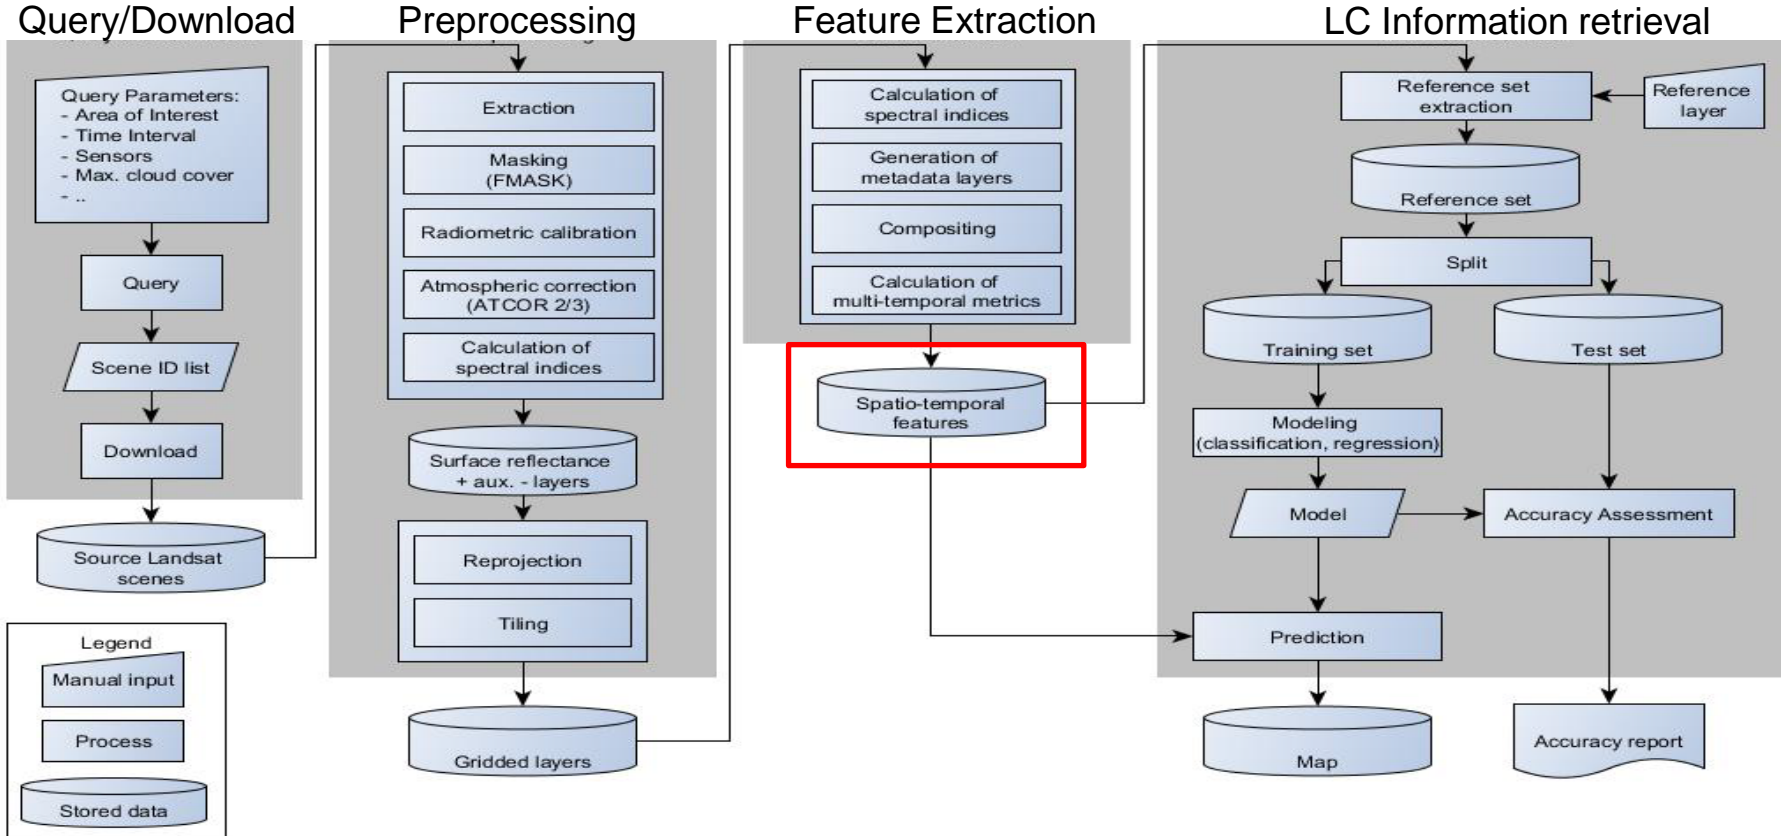 Query/Download
Preprocessing
Feature Extraction
LC Information retrieval
Query Parameters:
- Area of Interest
- Time Interval
- Sensors
- Max. cloud cover
- ..
Query
Scene ID list
Download
Source Landsat
scenes
Legend
Manual input
Process
Stored data
Extraction
Masking
(FMASK)
Radiometric calibration
Atmospheric correction
(ATCOR 2/3)
Calculation of
spectral indices
Surface reflectance
+ aux. - layers
Reprojection
Tiling
Gridded layers
Calculation of
spectral indices
Generation of
metadata layers
Compositing
Calculation of
multi-temporal metrics
Spatio-temporal
features
Reference set
extraction
Reference
layer
Reference set
Split
Training set
Test set
Modeling
(classification, regression)
Model
Accuracy Assessment
Prediction
Map
Accuracy report